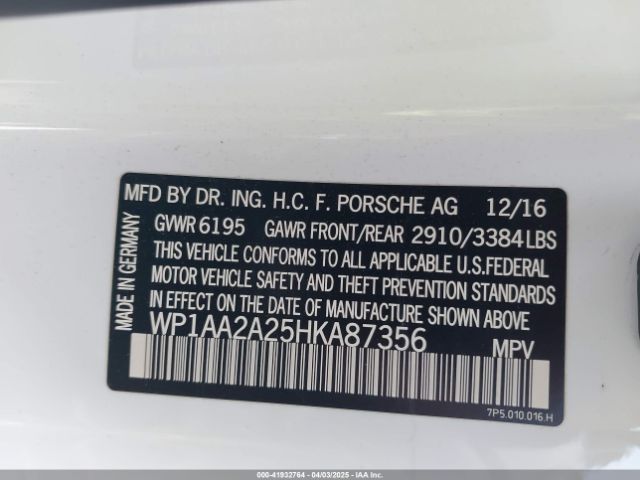 MFD BY DR. ING. H.C. F. PORSCHE AG 12/16
GVWR 6195 GAWR FRONT/REAR 2910/3384 LBS
THIS VEHICLE CONFORMS TO ALL APPLICABLE U.S.FEDERAL
MOTOR VEHICLE SAFETY AND THEFT PREVENTION STANDARDS
IN EFFECT ON THE DATE OF MANUFACTURE SHOWN ABOVE.
WP1AA2A25HKA87356 MPV
MADE IN GERMANY
7P5.010.016.H
000-41932764 - 04/03/2025 - IAA